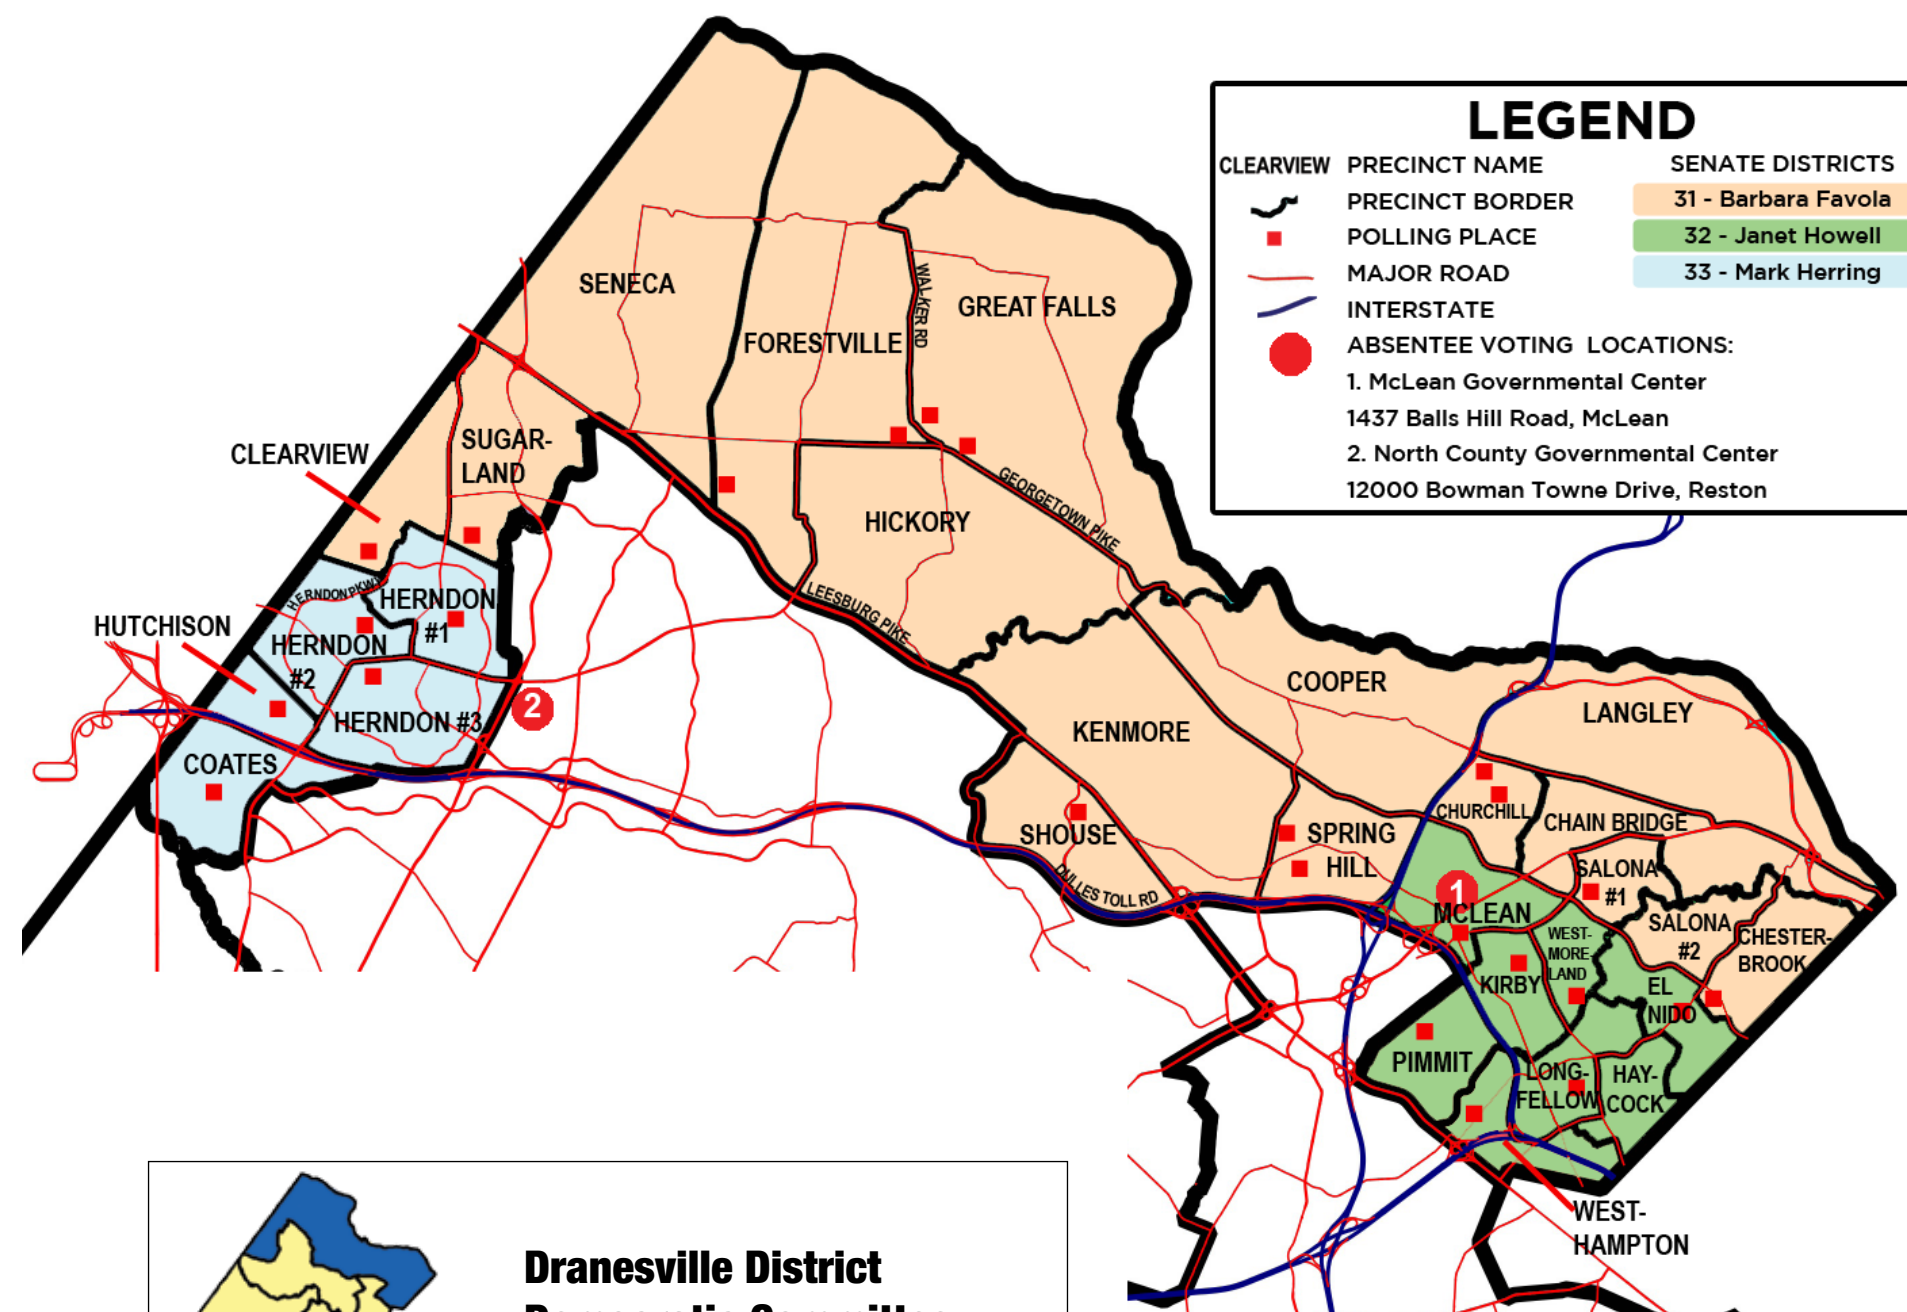 LEGEND
CLEARVIEW PRECINCT NAME
PRECINCT BORDER
POLLING PLACE
MAJOR ROAD
INTERSTATE
ABSENTEE VOTING LOCATIONS:
1. McLean Governmental Center
1437 Balls Hill Road, McLean
2. North County Governmental Center
12000 Bowman Towne Drive, Reston
SENATE DISTRICTS
31 - Barbara Favola
32 - Janet Howell
33 - Mark Herring
SENECA
FORESTVILLE
WALKER RD
GREAT FALLS
CLEARVIEW
SUGAR-
LAND
HICKORY
GEORGETOWN PIKE
LEESBURG PIKE
HERNDON PKWY
HERNDON
#1
HUTCHISON
HERNDON
#2
HERNDON #3
2
COATES
COOPER
KENMORE
LANGLEY
SHOUSE
SPRING
HILL
DULLES TOLL RD
CHURCHILL
CHAIN BRIDGE
SALONA
#1
1
MCLEAN
SALONA
#2
CHESTER-
BROOK
WEST-
MORE-
LAND
KIRBY
EL
NIDO
PIMMIT
LONG-
FELLOW
HAY-
COCK
WEST-
HAMPTON
Dranesville District
Democratic Committee